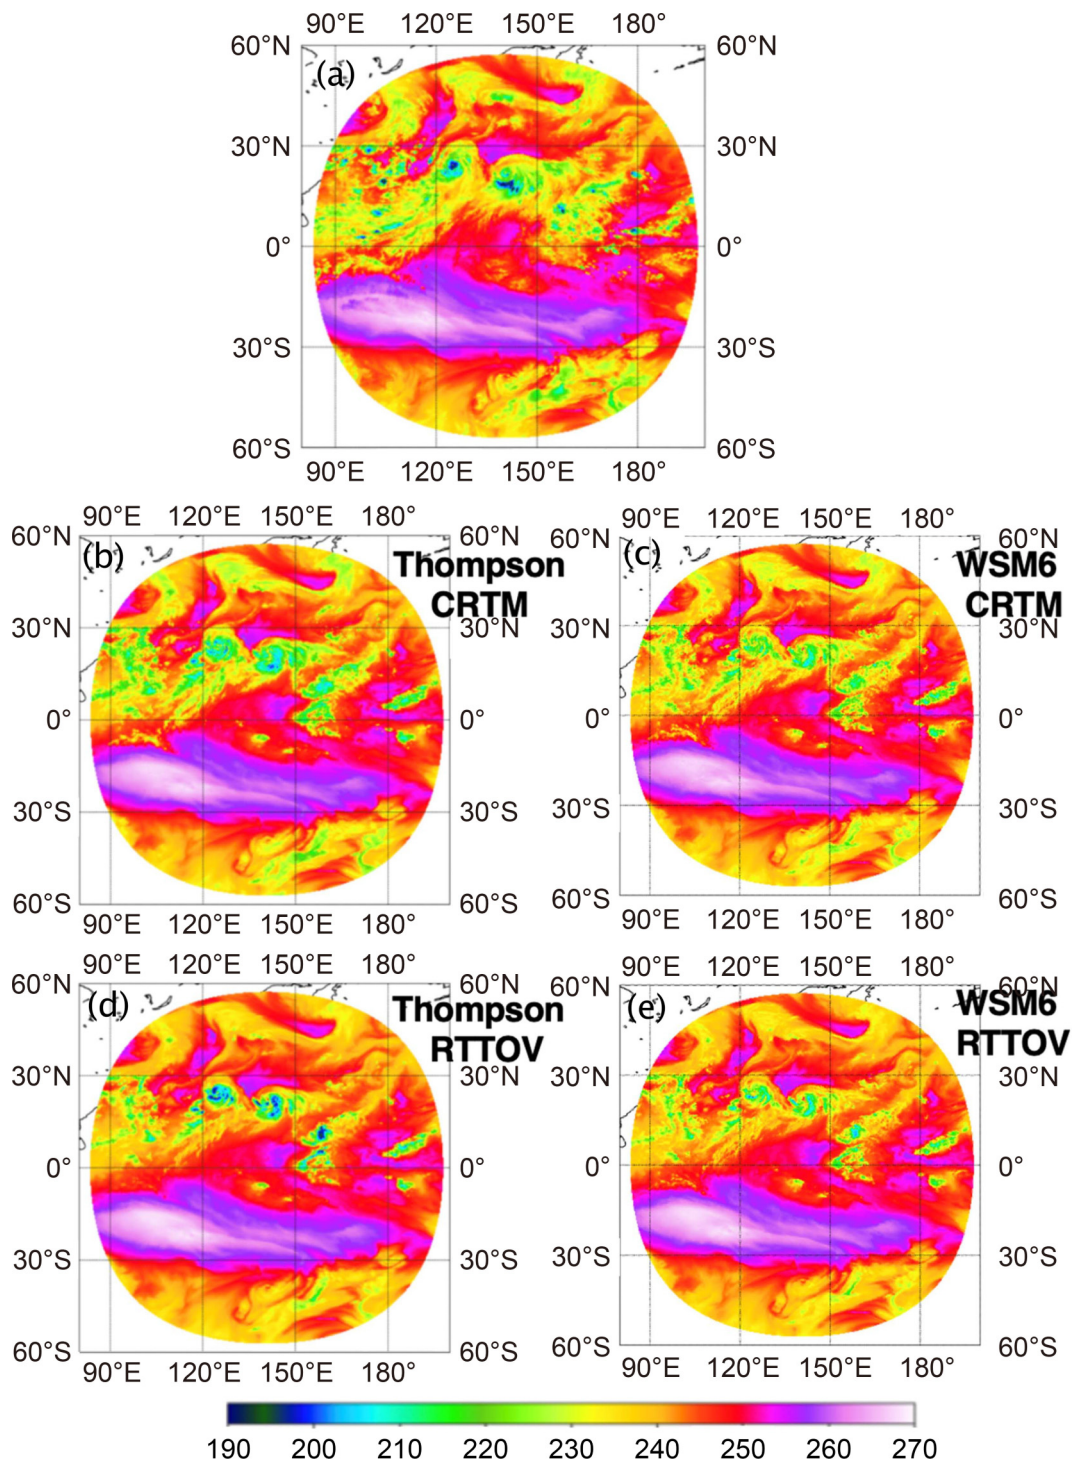 90°E 120°E 150°E 180°
60°N 60°N
(a)
30°N 30°N
0° 0°
30°S 30°S
60°S 60°S
90°E 120°E 150°E 180°
90°E 120°E 150°E 180° 90°E 120°E 150°E 180°
60°N 60°N 60°N 60°N
(b) Thompson (c) WSM6
CRTM CRTM
30°N 30°N 30°N 30°N
0° 0° 0° 0°
30°S 30°S 30°S 30°S
60°S 60°S 60°S 60°S
90°E 120°E 150°E 180° 90°E 120°E 150°E 180°
90°E 120°E 150°E 180° 90°E 120°E 150°E 180°
60°N 60°N 60°N 60°N
(d) Thompson (e) WSM6
RTTOV RTTOV
30°N 30°N 30°N 30°N
0° 0° 0° 0°
30°S 30°S 30°S 30°S
60°S 60°S 60°S 60°S
90°E 120°E 150°E 180° 90°E 120°E 150°E 180°
190 200 210 220 230 240 250 260 270